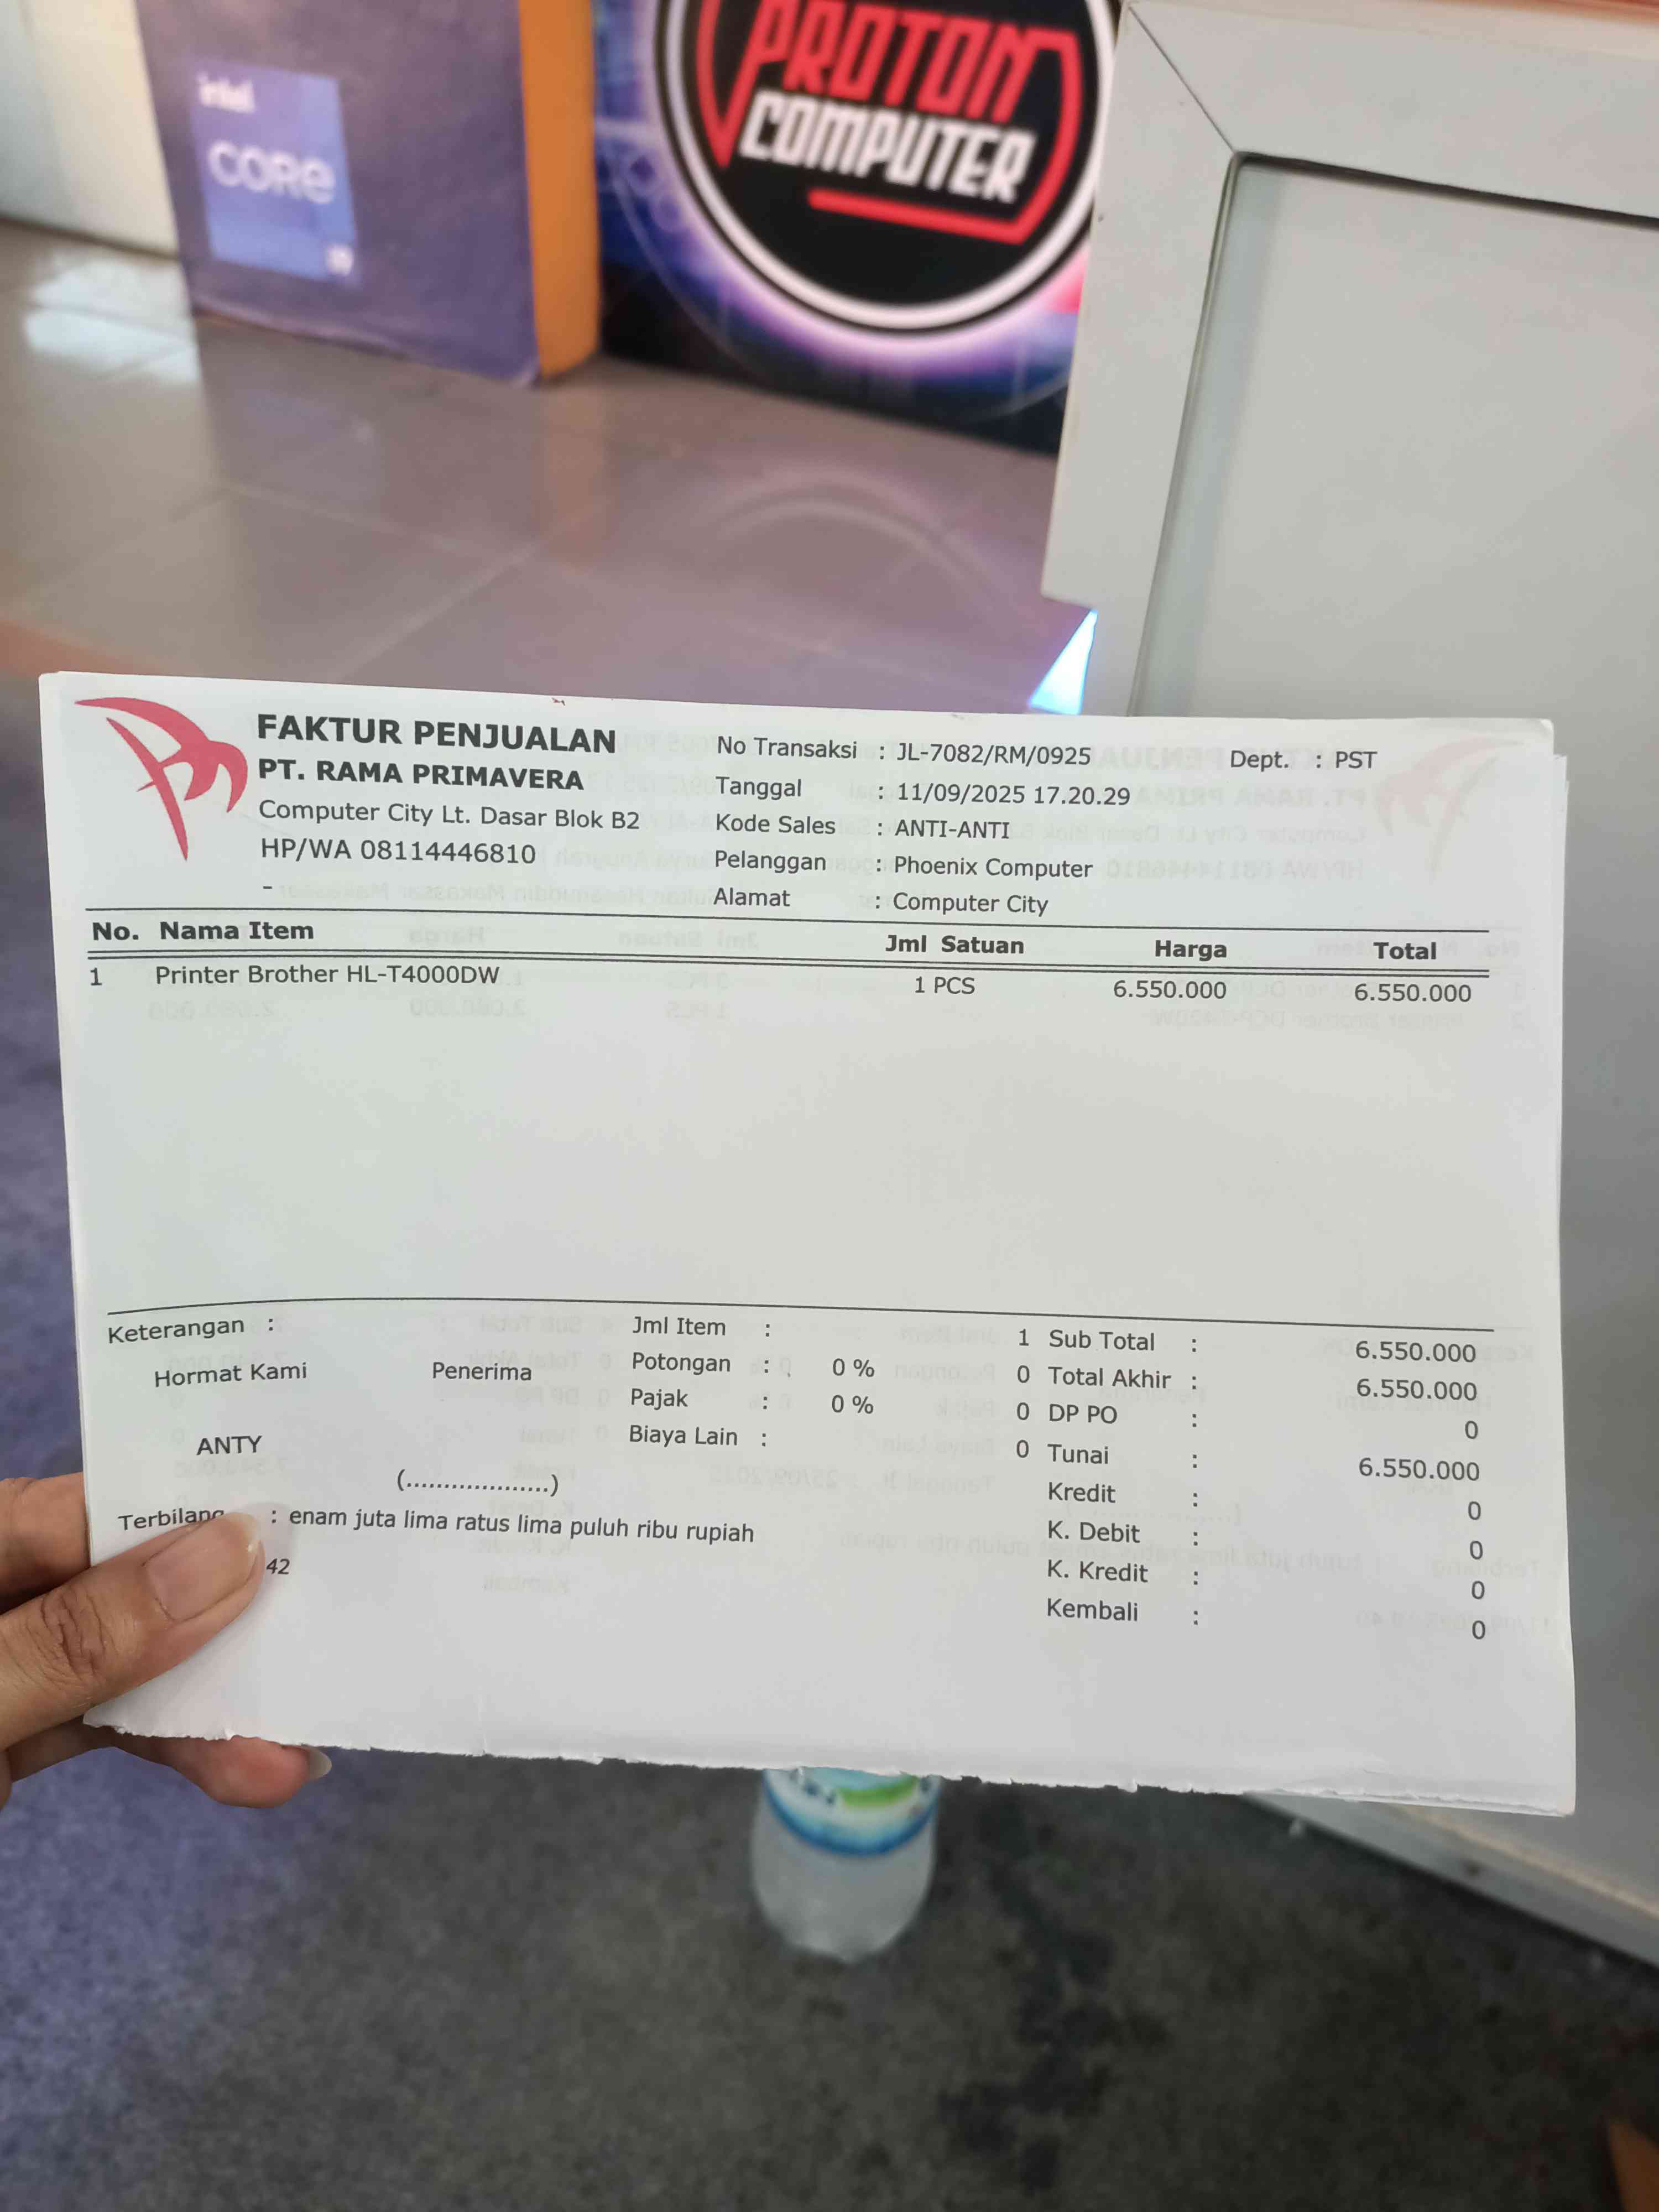 intel
CORE
i9
PROTON
COMPUTER
FAKTUR PENJUALAN
PT. RAMA PRIMAVERA
Computer City Lt. Dasar Blok B2
HP/WA 08114446810
-
No Transaksi : JL-7082/RM/0925 Dept. : PST
Tanggal : 11/09/2025 17.20.29
Kode Sales : ANTI-ANTI
Pelanggan : Phoenix Computer
Alamat : Computer City
No. Nama Item Jml Satuan Harga Total
1 Printer Brother HL-T4000DW 1 PCS 6.550.000 6.550.000
Keterangan :
Hormat Kami Penerima
ANTY
(...................)
Terbilang : enam juta lima ratus lima puluh ribu rupiah
42
Jml Item : 1
Potongan : 0 % 0
Pajak : 0 % 0
Biaya Lain : 0
Sub Total : 6.550.000
Total Akhir : 6.550.000
DP PO : 0
Tunai : 6.550.000
Kredit : 0
K. Debit : 0
K. Kredit : 0
Kembali : 0